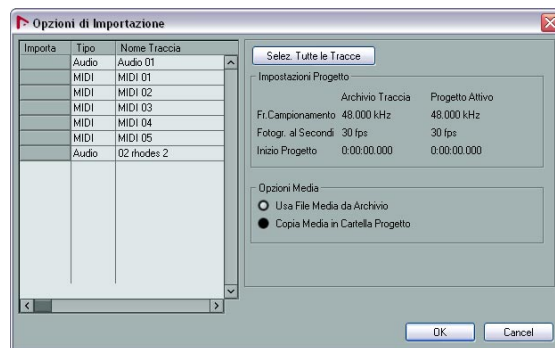 Opzioni di Importazione
Importa Tipo Nome Traccia
Audio Audio 01
MIDI MIDI 01
MIDI MIDI 02
MIDI MIDI 03
MIDI MIDI 04
MIDI MIDI 05
Audio 02 rhodes 2
Selez. Tutte le Tracce
Impostazioni Progetto
Archivio Traccia Progetto Attivo
Fr.Campionamento 48.000 kHz 48.000 kHz
Fotogr. al Secondi 30 fps 30 fps
Inizio Progetto 0:00:00.000 0:00:00.000
Opzioni Media
Usa File Media da Archivio
Copia Media in Cartella Progetto
OK Cancel